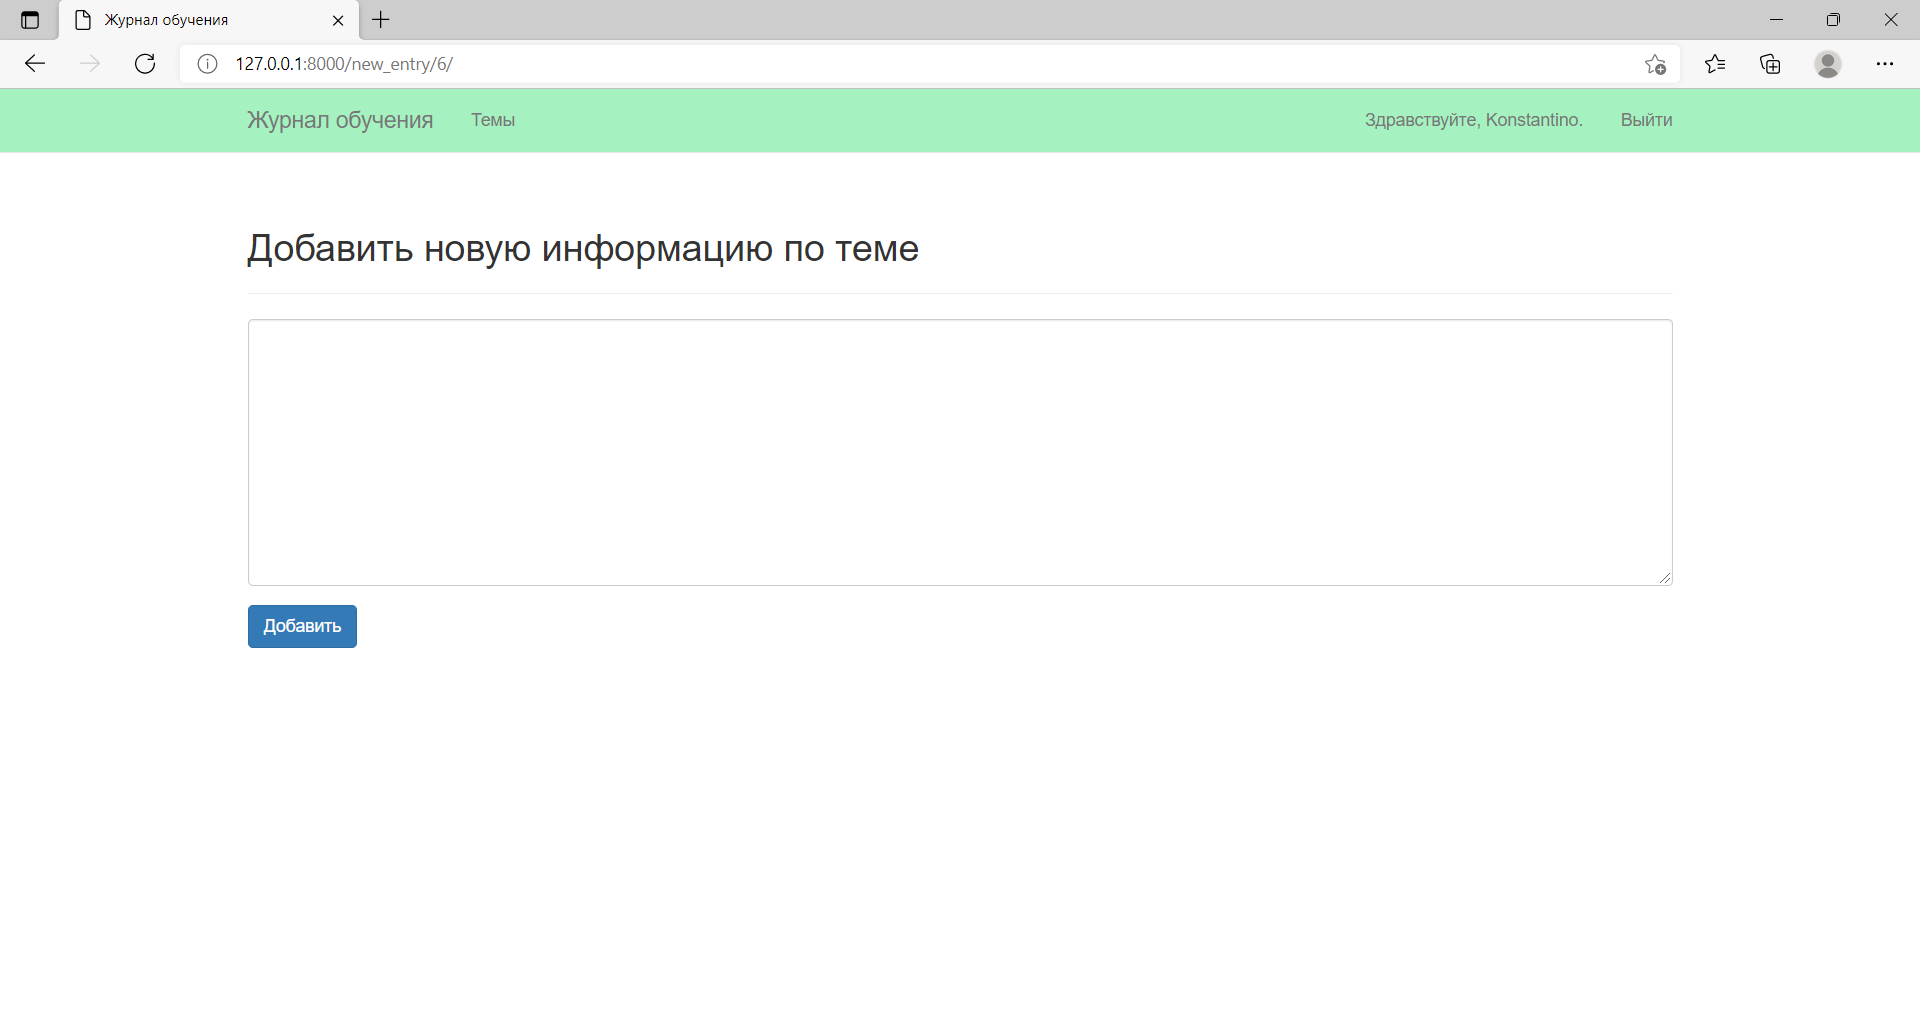 Журнал обучения
127.0.0.1:8000/new_entry/6/
Журнал обучения Темы Здравствуйте, Konstantino. Выйти
Добавить новую информацию по теме
Добавить